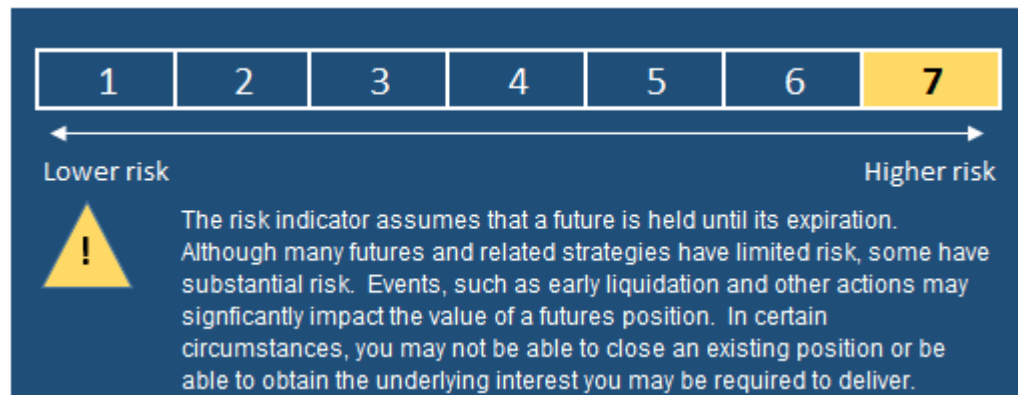 1 2 3 4 5 6 7
Lower risk Higher risk
!
The risk indicator assumes that a future is held until its expiration.
Although many futures and related strategies have limited risk, some have
substantial risk.  Events, such as early liquidation and other actions may
signficantly impact the value of a futures position.  In certain
circumstances, you may not be able to close an existing position or be
able to obtain the underlying interest you may be required to deliver.